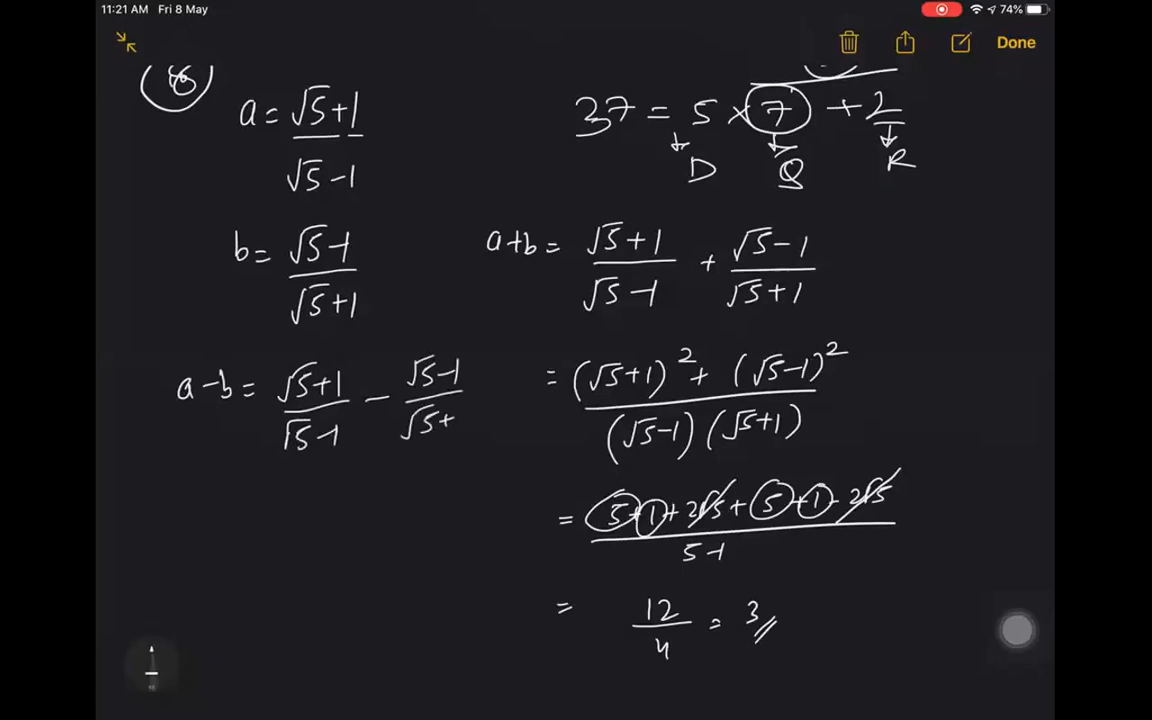 11:21 AM Fri 8 May 74%
Done
8
a = √5+1 / √5-1
37 = 5 × 7 + 2
D Q R
b = √5-1 / √5+1
a+b = √5+1 / √5-1 + √5-1 / √5+1
a-b = √5+1 / √5-1 - √5-1 / √5+
= (√5+1)² + (√5-1)² / (√5-1)(√5+1)
= 5+1+2√5+5+1-2√5 / 5-1
= 12 / 4 = 3